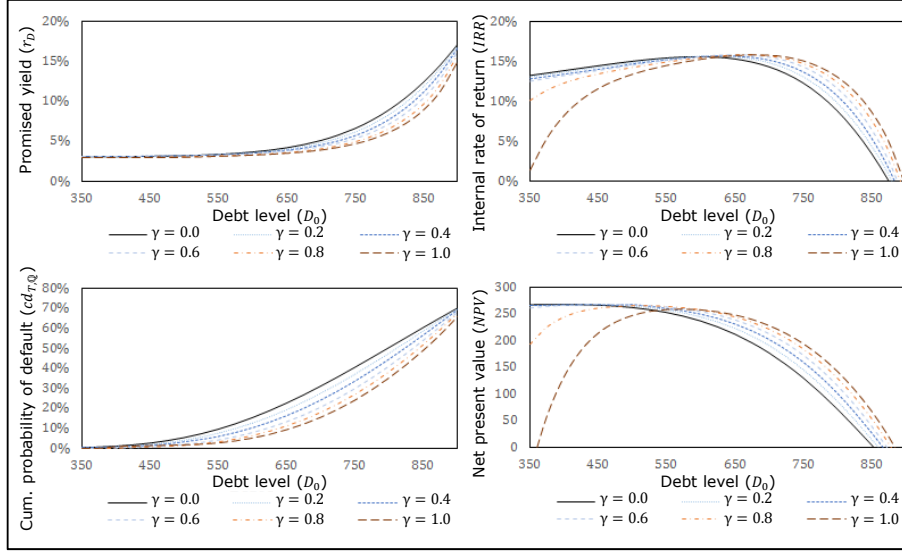 Promised yield (r_D)
20%
15%
10%
5%
0%
350 450 550 650 750 850
Debt level (D_0)
γ = 0.0 γ = 0.2 γ = 0.4
γ = 0.6 γ = 0.8 γ = 1.0
Internal rate of return (IRR)
20%
15%
10%
5%
0%
350 450 550 650 750 850
Debt level (D_0)
γ = 0.0 γ = 0.2 γ = 0.4
γ = 0.6 γ = 0.8 γ = 1.0
Cum. probability of default (cd_{T,ℚ})
80%
70%
60%
50%
40%
30%
20%
10%
0%
350 450 550 650 750 850
Debt level (D_0)
γ = 0.0 γ = 0.2 γ = 0.4
γ = 0.6 γ = 0.8 γ = 1.0
Net present value (NPV)
300
250
200
150
100
50
0
350 450 550 650 750 850
Debt level (D_0)
γ = 0.0 γ = 0.2 γ = 0.4
γ = 0.6 γ = 0.8 γ = 1.0